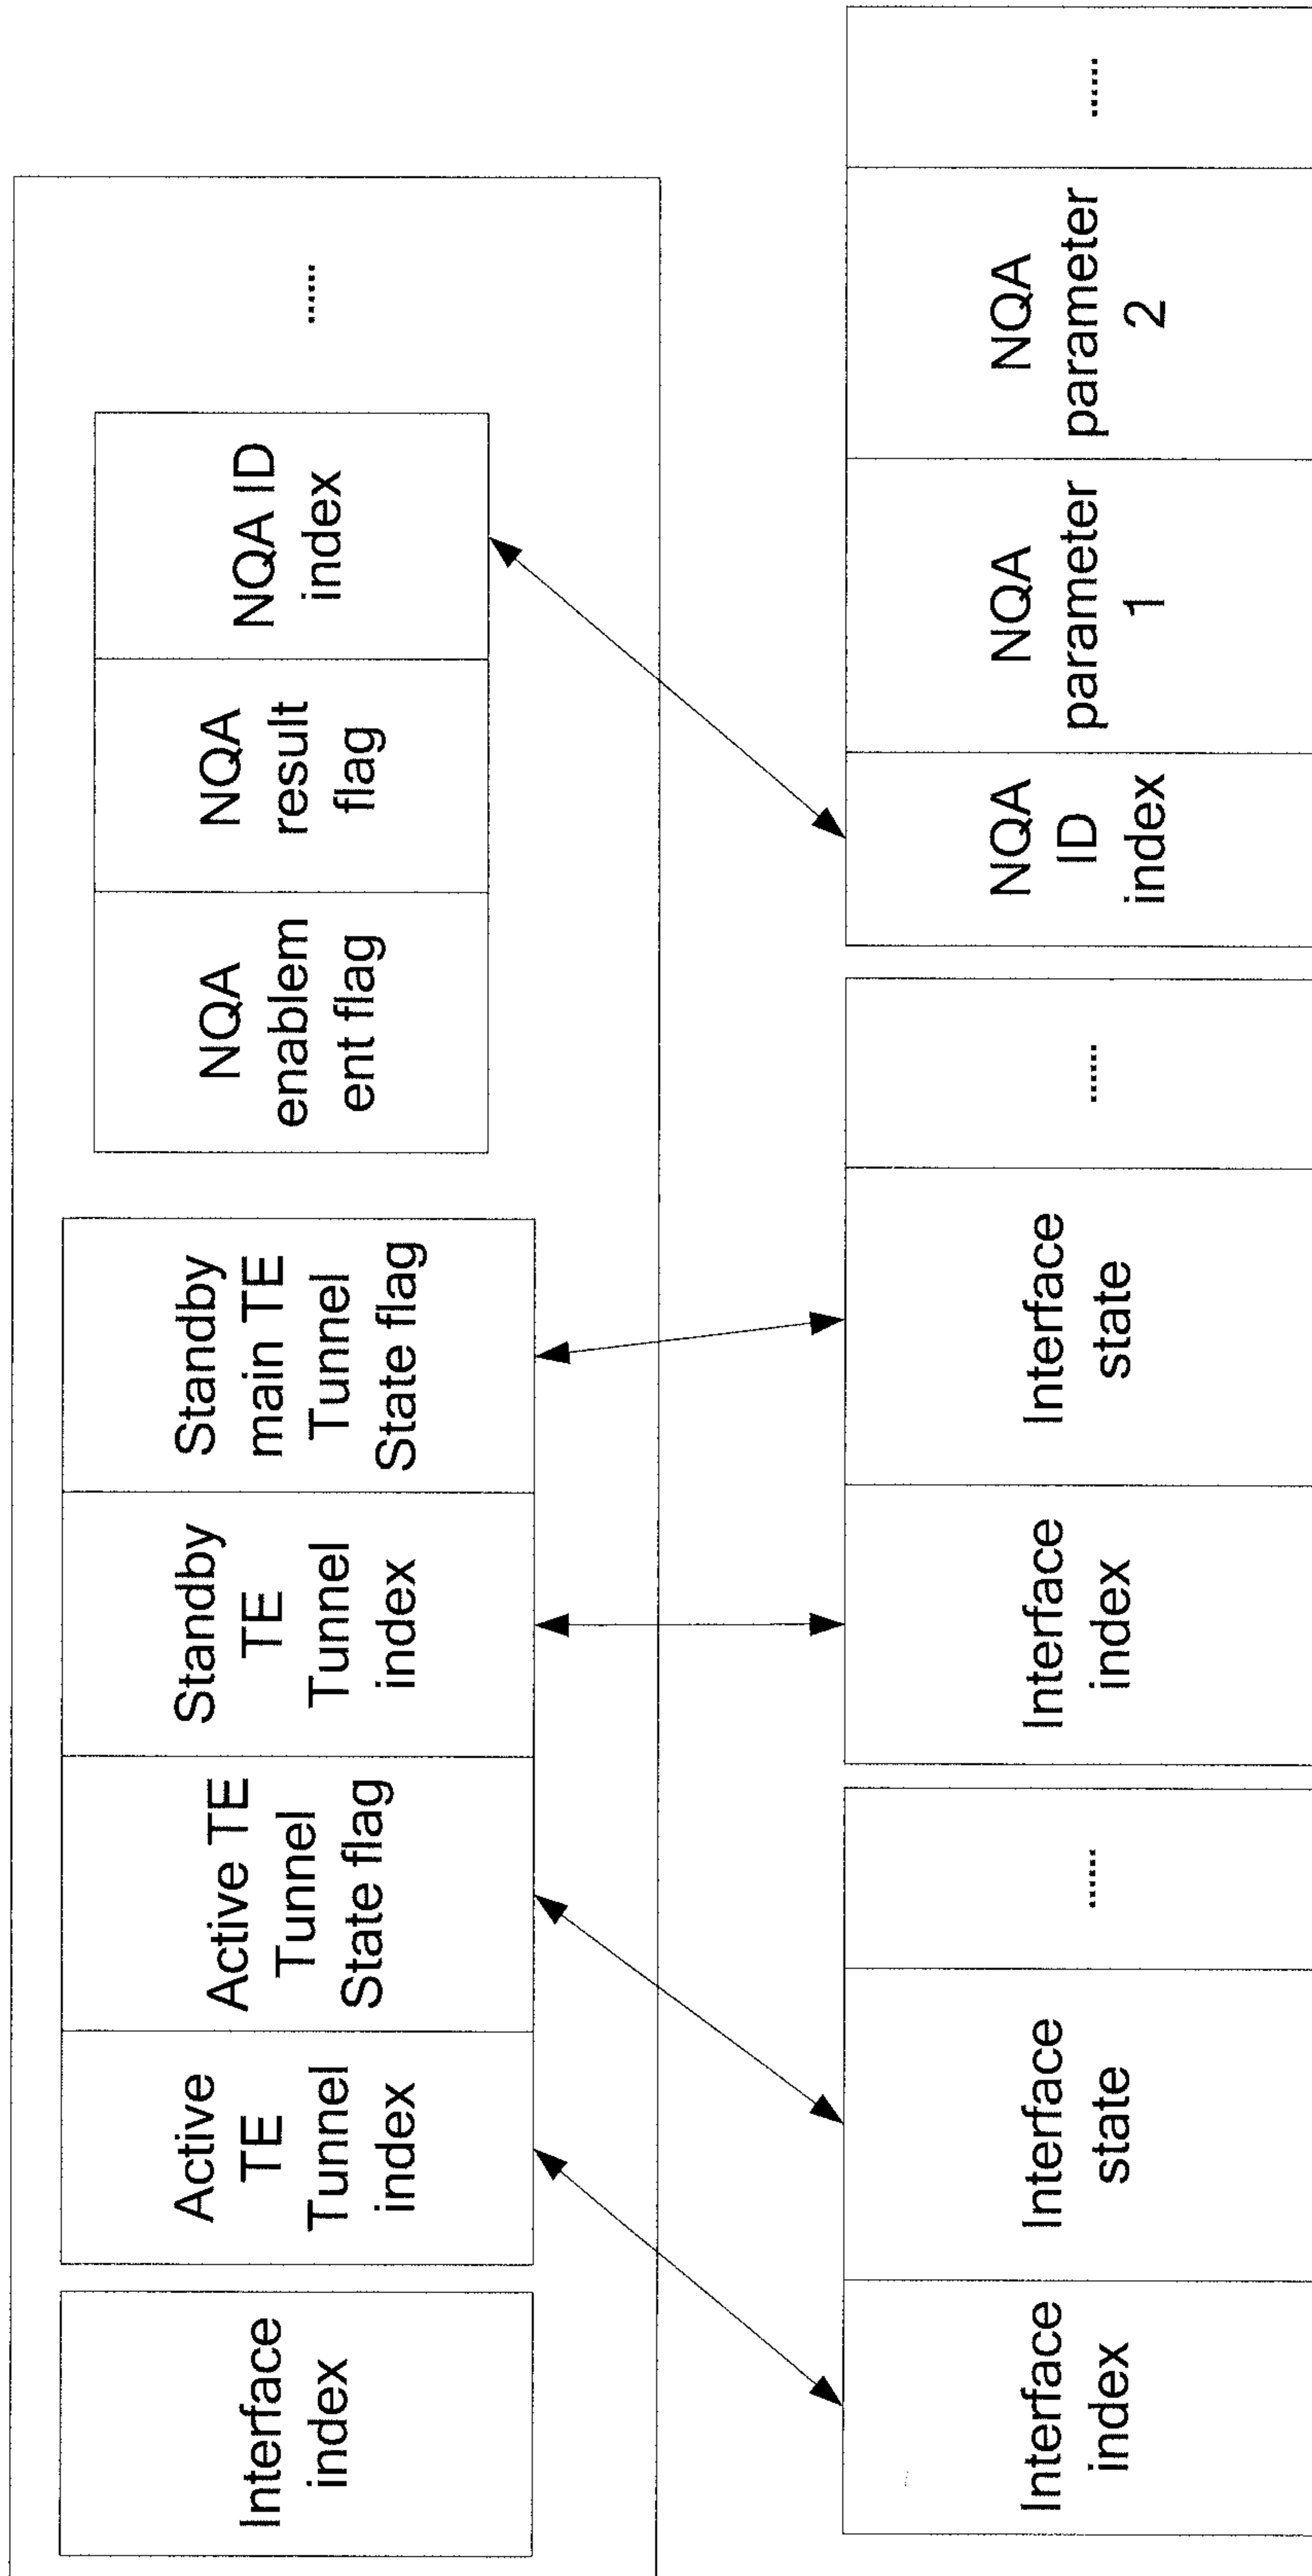 Interface
index
Active
TE
Tunnel
index
Active TE
Tunnel
State flag
Standby
TE
Tunnel
index
Standby
main TE
Tunnel
State flag
NQA
enablem
ent flag
NQA
result
flag
NQA ID
index
......
Interface
index
Interface
state
......
Interface
index
Interface
state
......
NQA
ID
index
NQA
parameter
1
NQA
parameter
2
......